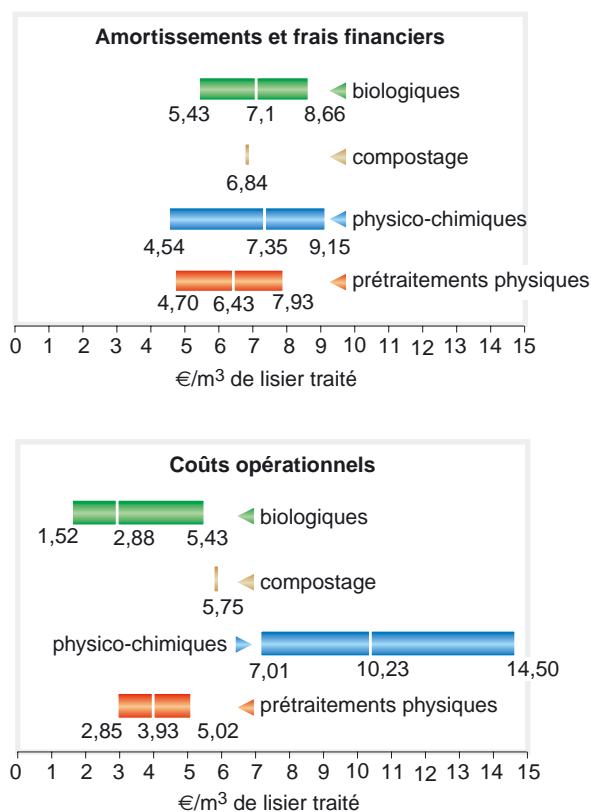 Amortissements et frais financiers
biologiques
5,43 7,1 8,66
compostage
6,84
physico-chimiques
4,54 7,35 9,15
prétraitements physiques
4,70 6,43 7,93
0 1 2 3 4 5 6 7 8 9 10 11 12 13 14 15
€/m³ de lisier traité
Coûts opérationnels
biologiques
1,52 2,88 5,43
compostage
5,75
physico-chimiques
7,01 10,23 14,50
prétraitements physiques
2,85 3,93 5,02
0 1 2 3 4 5 6 7 8 9 10 11 12 13 14 15
€/m³ de lisier traité